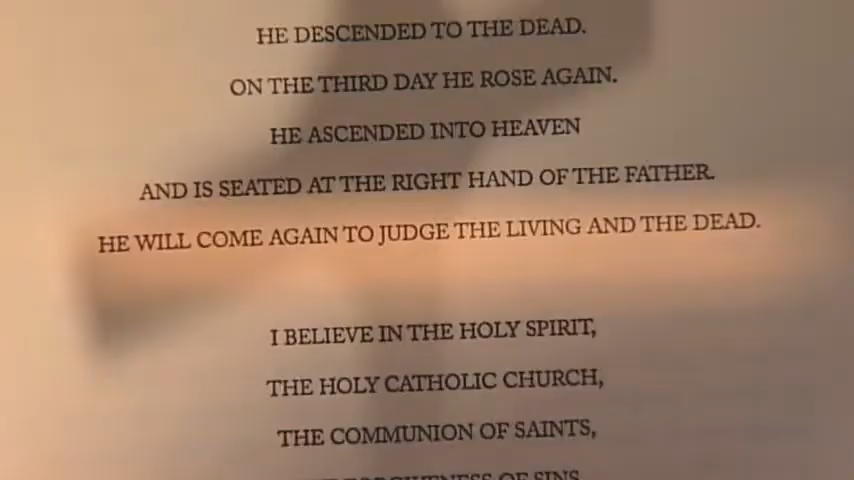 HE DESCENDED TO THE DEAD.
ON THE THIRD DAY HE ROSE AGAIN.
HE ASCENDED INTO HEAVEN
AND IS SEATED AT THE RIGHT HAND OF THE FATHER.
HE WILL COME AGAIN TO JUDGE THE LIVING AND THE DEAD.
I BELIEVE IN THE HOLY SPIRIT,
THE HOLY CATHOLIC CHURCH,
THE COMMUNION OF SAINTS,
OF SINS